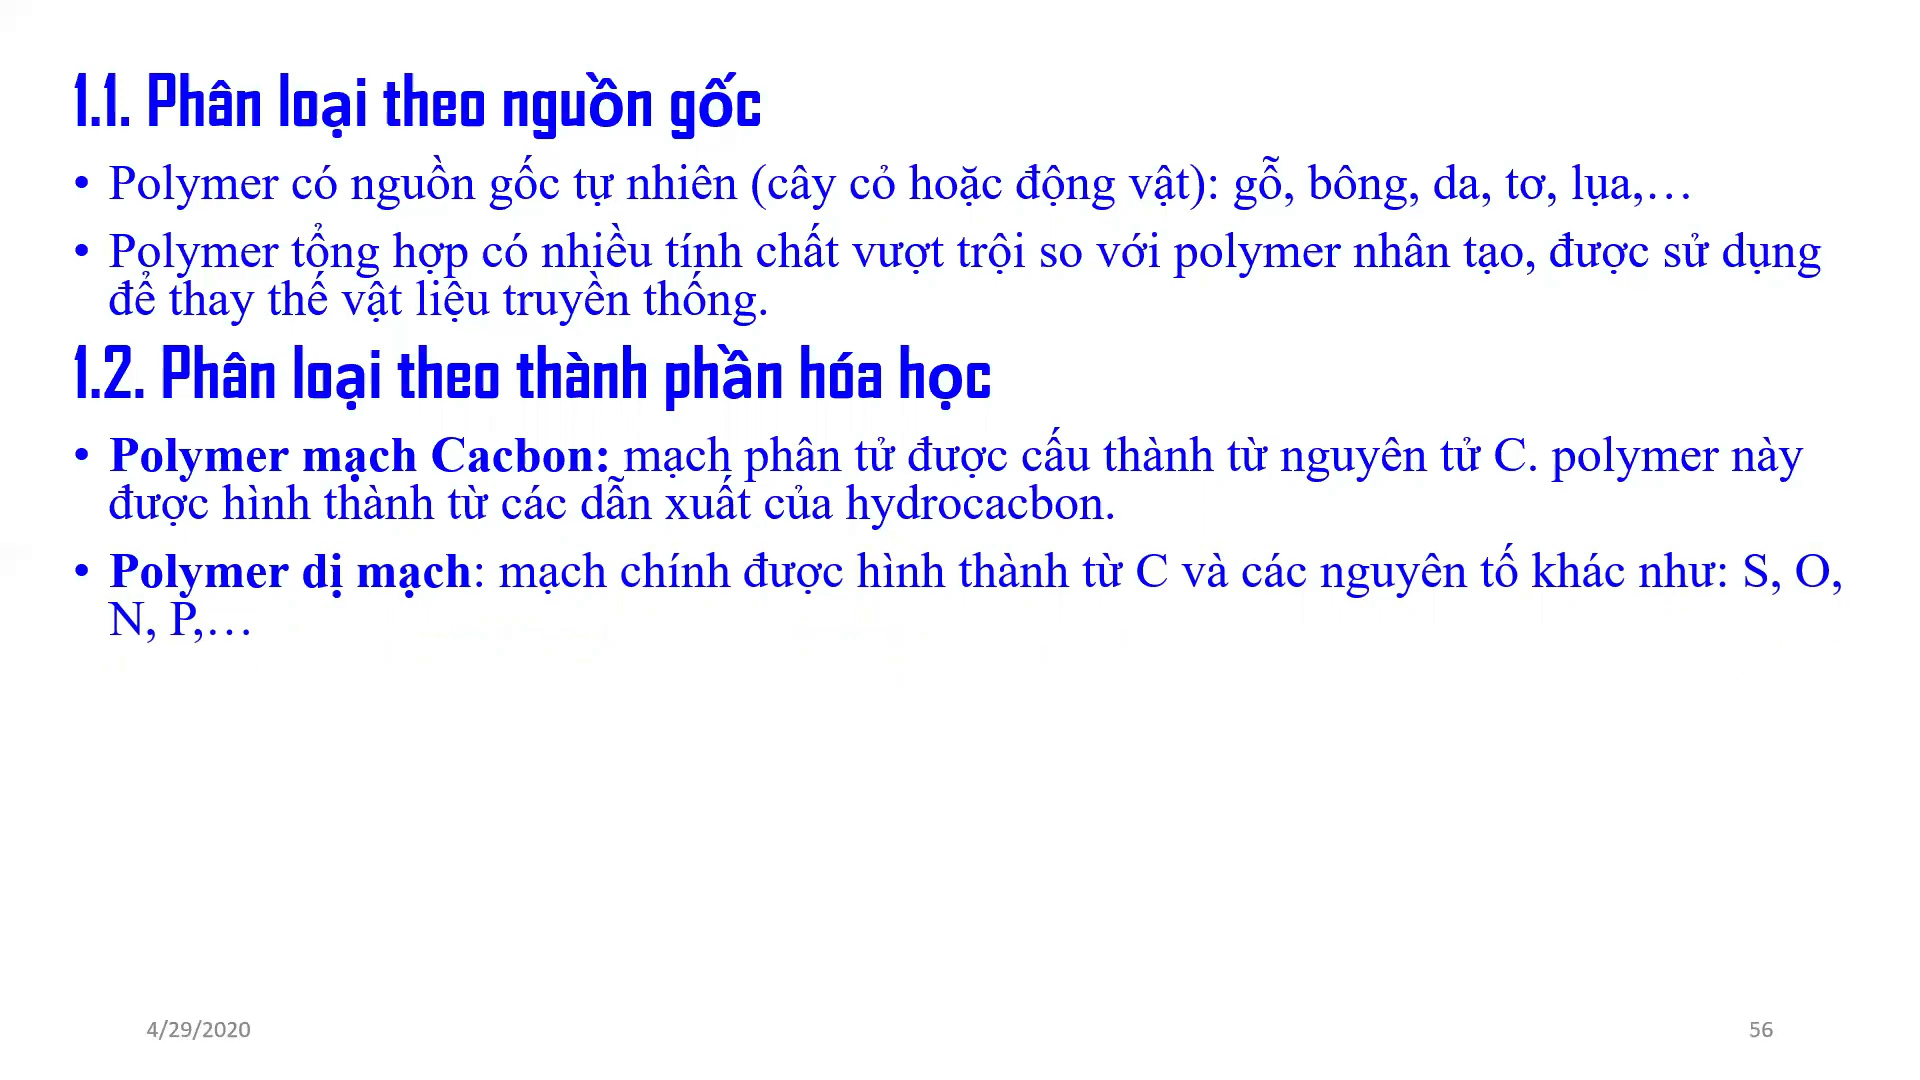 1.1. Phân loại theo nguồn gốc
• Polymer có nguồn gốc tự nhiên (cây cỏ hoặc động vật): gỗ, bông, da, tơ, lụa,…
• Polymer tổng hợp có nhiều tính chất vượt trội so với polymer nhân tạo, được sử dụng
để thay thế vật liệu truyền thống.
1.2. Phân loại theo thành phần hóa học
• Polymer mạch Cacbon: mạch phân tử được cấu thành từ nguyên tử C. polymer này
được hình thành từ các dẫn xuất của hydrocacbon.
• Polymer dị mạch: mạch chính được hình thành từ C và các nguyên tố khác như: S, O,
N, P,…
4/29/2020
56